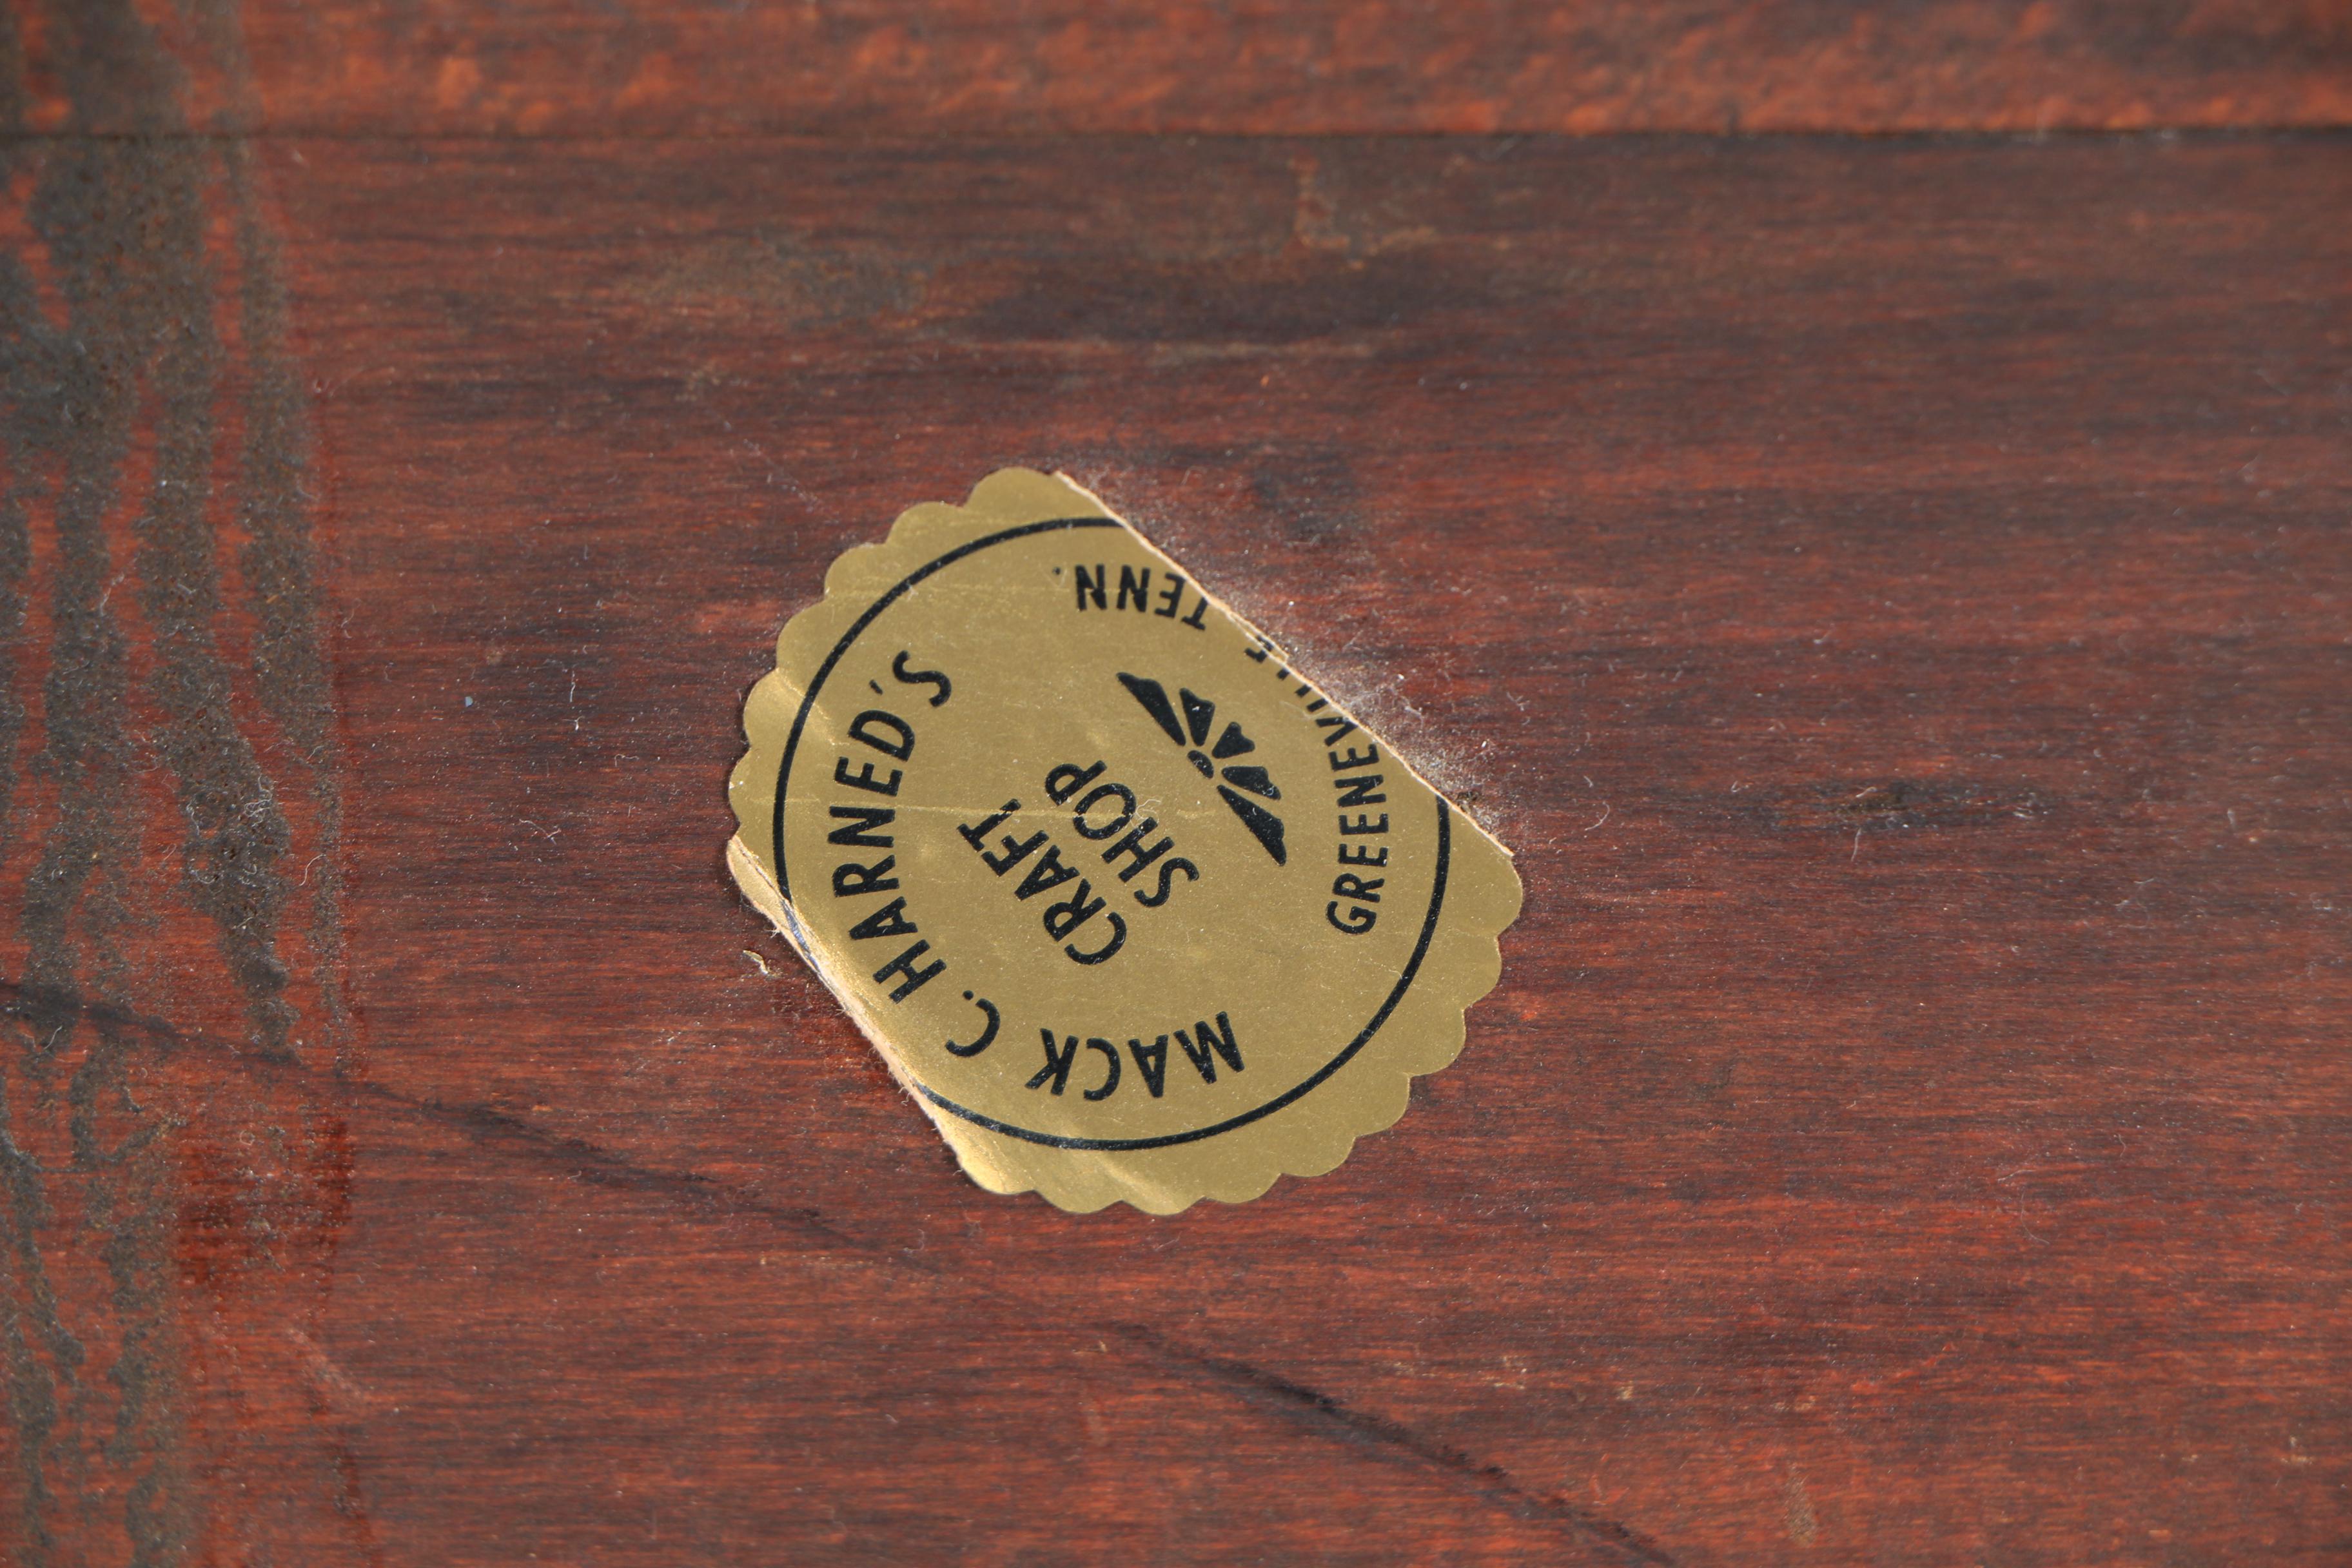 MACK C. HARNED'S
CRAFT
SHOP
GREENEVILLE TENN.